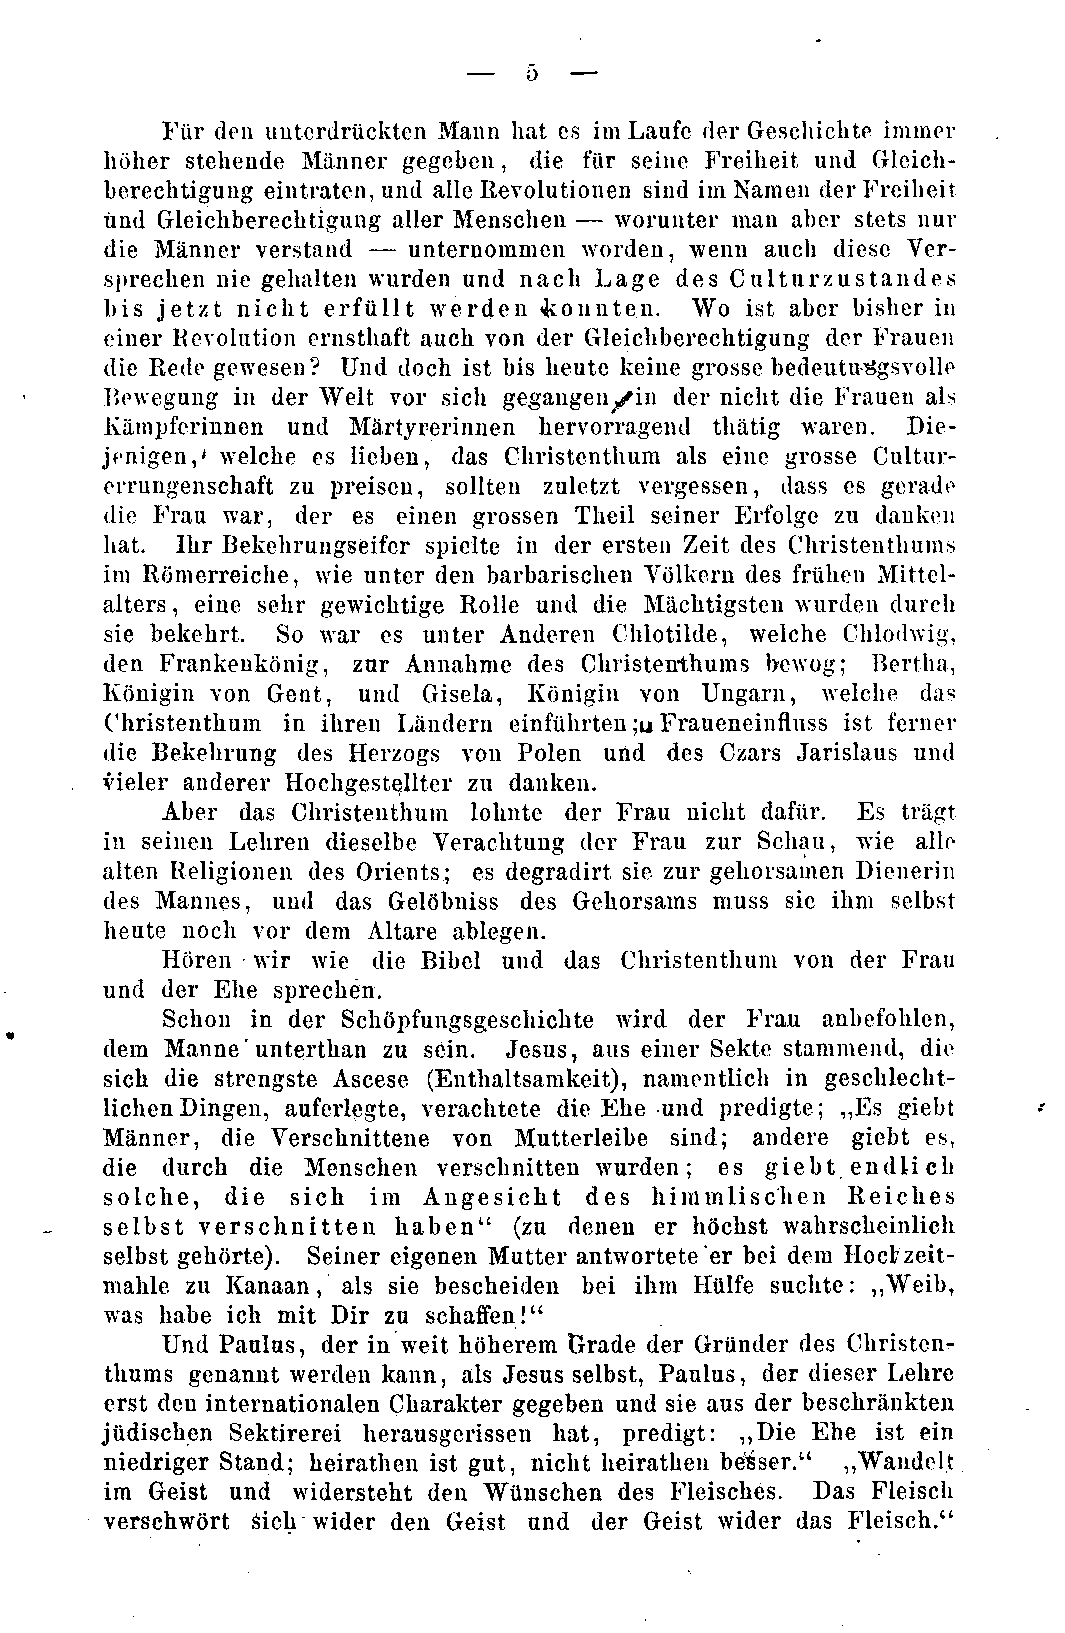 — 5 —
Für den unterdrückten Mann hat es im Laufe der Geschichte immer
höher stehende Männer gegeben, die für seine Freiheit und Gleich-
berechtigung eintraten, und alle Revolutionen sind im Namen der Freiheit
und Gleichberechtigung aller Menschen — worunter man aber stets nur
die Männer verstand — unternommen worden, wenn auch diese Ver-
sprechen nie gehalten wurden und nach Lage des Culturzustandes
bis jetzt nicht erfüllt werden konnten. Wo ist aber bisher in
einer Revolution ernsthaft auch von der Gleichberechtigung der Frauen
die Rede gewesen? Und doch ist bis heute keine grosse bedeutungsvolle
Bewegung in der Welt vor sich gegangen, in der nicht die Frauen als
Kämpferinnen und Märtyrerinnen hervorragend thätig waren. Die-
jenigen, welche es lieben, das Christenthum als eine grosse Cultur-
errungenschaft zu preisen, sollten zuletzt vergessen, dass es gerade
die Frau war, der es einen grossen Theil seiner Erfolge zu danken
hat. Ihr Bekehrungseifer spielte in der ersten Zeit des Christenthums
im Römerreiche, wie unter den barbarischen Völkern des frühen Mittel-
alters, eine sehr gewichtige Rolle und die Mächtigsten wurden durch
sie bekehrt. So war es unter Anderen Chlotilde, welche Chlodwig,
den Frankenkönig, zur Annahme des Christenthums bewog; Bertha,
Königin von Gent, und Gisela, Königin von Ungarn, welche das
Christenthum in ihren Ländern einführten; Fraueneinfluss ist ferner
die Bekehrung des Herzogs von Polen und des Czars Jarislaus und
vieler anderer Hochgestellter zu danken.
Aber das Christenthum lohnte der Frau nicht dafür. Es trägt
in seinen Lehren dieselbe Verachtung der Frau zur Schau, wie alle
alten Religionen des Orients; es degradirt sie zur gehorsamen Dienerin
des Mannes, und das Gelöbniss des Gehorsams muss sie ihm selbst
heute noch vor dem Altare ablegen.
Hören wir wie die Bibel und das Christenthum von der Frau
und der Ehe sprechen.
Schon in der Schöpfungsgeschichte wird der Frau anbefohlen,
dem Manne unterthan zu sein. Jesus, aus einer Sekte stammend, die
sich die strengste Ascese (Enthaltsamkeit), namentlich in geschlecht-
lichen Dingen, auferlegte, verachtete die Ehe und predigte; „Es giebt
Männer, die Verschnittene von Mutterleibe sind; andere giebt es,
die durch die Menschen verschnitten wurden; es giebt endlich
solche, die sich im Angesicht des himmlischen Reiches
selbst verschnitten haben“ (zu denen er höchst wahrscheinlich
selbst gehörte). Seiner eigenen Mutter antwortete er bei dem Hochzeit-
mahle zu Kanaan, als sie bescheiden bei ihm Hülfe suchte: „Weib,
was habe ich mit Dir zu schaffen!“
Und Paulus, der in weit höherem Grade der Gründer des Christen-
thums genannt werden kann, als Jesus selbst, Paulus, der dieser Lehre
erst den internationalen Charakter gegeben und sie aus der beschränkten
jüdischen Sektirerei herausgerissen hat, predigt: „Die Ehe ist ein
niedriger Stand; heirathen ist gut, nicht heirathen besser.“ „Wandelt
im Geist und widersteht den Wünschen des Fleisches. Das Fleisch
verschwört sich wider den Geist und der Geist wider das Fleisch.“